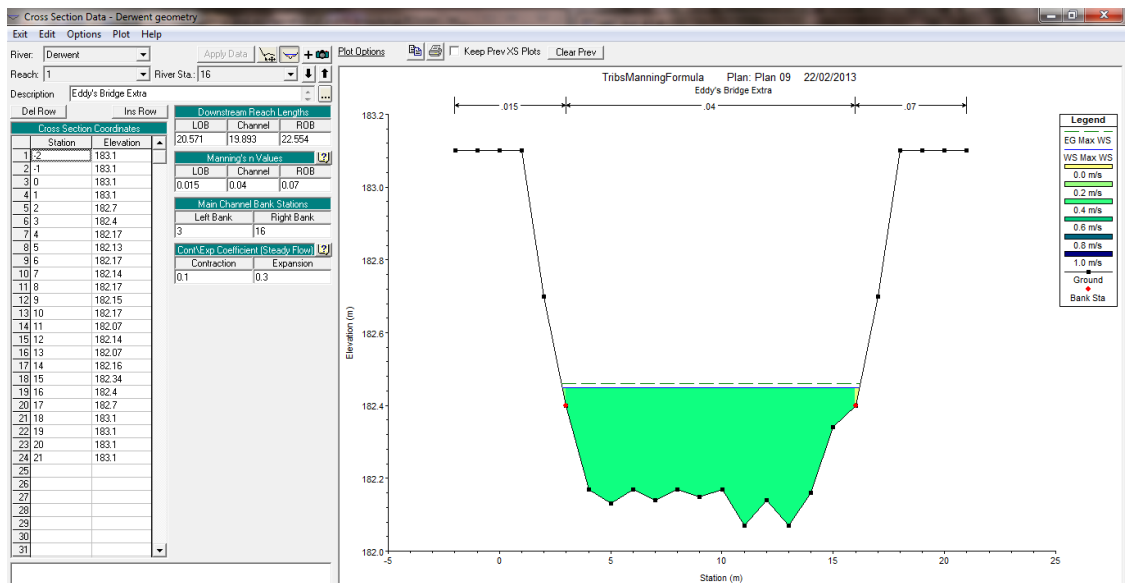 Cross Section Data - Derwent geometry
Exit Edit Options Plot Help
River: Derwent
Apply Data
Reach: 1 River Sta.: 16
Description Eddy's Bridge Extra ...
Del Row Ins Row
Cross Section Coordinates
Station Elevation
1 -2 183.1
2 -1 183.1
3 0 183.1
4 1 183.1
5 2 182.7
6 3 182.4
7 4 182.17
8 5 182.13
9 6 182.17
10 7 182.14
11 8 182.17
12 9 182.15
13 10 182.17
14 11 182.07
15 12 182.14
16 13 182.07
17 14 182.16
18 15 182.34
19 16 182.4
20 17 182.7
21 18 183.1
22 19 183.1
23 20 183.1
24 21 183.1
25
26
27
28
29
30
31
Downstream Reach Lengths
LOB Channel ROB
20.571 19.893 22.554
Manning's n Values
LOB Channel ROB
0.015 0.04 0.07
Main Channel Bank Stations
Left Bank Right Bank
3 16
Cont\Exp Coefficient (Steady Flow)
Contraction Expansion
0.1 0.3
Plot Options Keep Prev XS Plots Clear Prev
TribsManningFormula Plan: Plan 09 22/02/2013
Eddy's Bridge Extra
.015 .04 .07
183.2
183.0
182.8
182.6
182.4
182.2
182.0
Elevation (m)
-5 0 5 10 15 20 25
Station (m)
Legend
EG Max WS
WS Max WS
0.0 m/s
0.2 m/s
0.4 m/s
0.6 m/s
0.8 m/s
1.0 m/s
Ground
Bank Sta